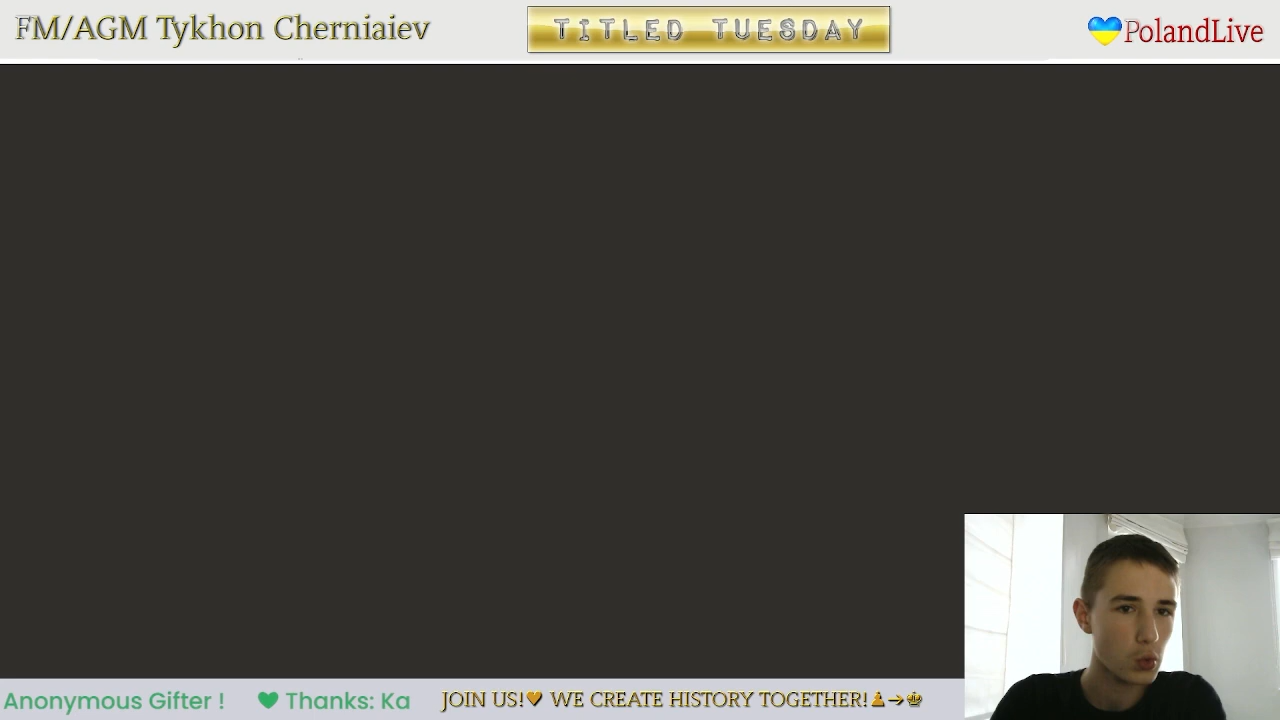 FM/AGM Tykhon Cherniaiev
TITLED TUESDAY
PolandLive
Anonymous Gifter !
Thanks: Ka
JOIN US! WE CREATE HISTORY TOGETHER!